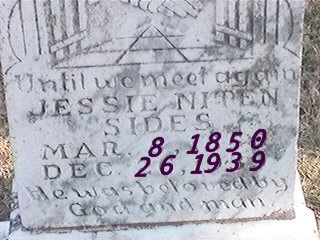 Until we meet again
JESSIE NITEN
SIDES
MAR. 8, 1850
DEC. 26, 1939
He was beloved by
God and man